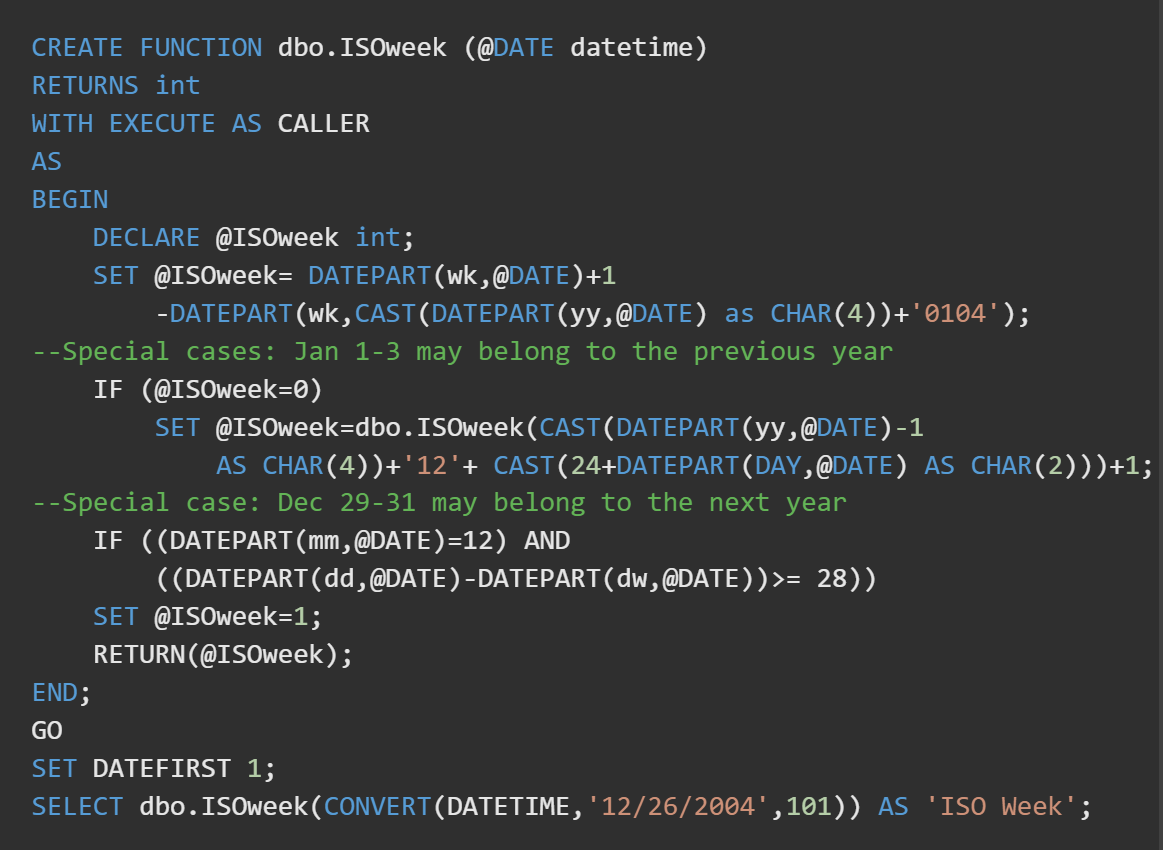 CREATE FUNCTION dbo.ISOweek (@DATE datetime)
RETURNS int
WITH EXECUTE AS CALLER
AS
BEGIN
    DECLARE @ISOweek int;
    SET @ISOweek= DATEPART(wk,@DATE)+1
        -DATEPART(wk,CAST(DATEPART(yy,@DATE) as CHAR(4))+'0104');
--Special cases: Jan 1-3 may belong to the previous year
    IF (@ISOweek=0)
        SET @ISOweek=dbo.ISOweek(CAST(DATEPART(yy,@DATE)-1
            AS CHAR(4))+'12'+ CAST(24+DATEPART(DAY,@DATE) AS CHAR(2)))+1;
--Special case: Dec 29-31 may belong to the next year
    IF ((DATEPART(mm,@DATE)=12) AND
        ((DATEPART(dd,@DATE)-DATEPART(dw,@DATE))>= 28))
    SET @ISOweek=1;
    RETURN(@ISOweek);
END;
GO
SET DATEFIRST 1;
SELECT dbo.ISOweek(CONVERT(DATETIME,'12/26/2004',101)) AS 'ISO Week';